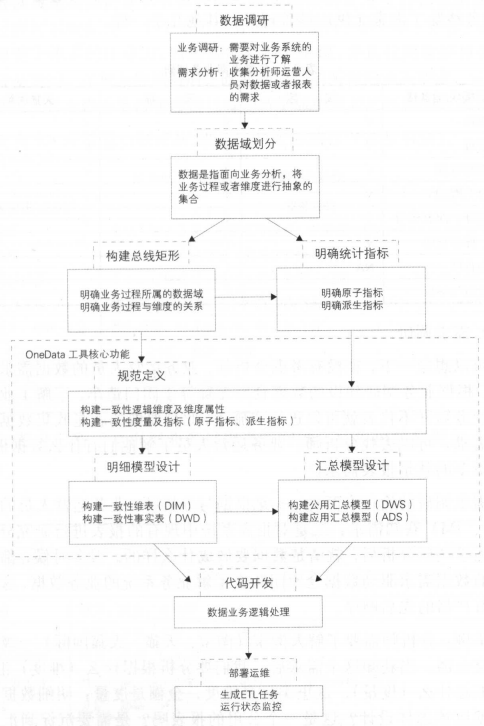 数据调研
业务调研：需要对业务系统的
业务进行了解
需求分析：收集分析师运营人
员对数据或者报表
的需求
数据域划分
数据是指面向业务分析，将
业务过程或者维度进行抽象的
集合
构建总线矩形
明确业务过程所属的数据域
明确业务过程与维度的关系
明确统计指标
明确原子指标
明确派生指标
OneData 工具核心功能
规范定义
构建一致性逻辑维度及维度属性
构建一致性度量及指标（原子指标、派生指标）
明细模型设计
构建一致性维表（DIM）
构建一致性事实表（DWD）
汇总模型设计
构建公用汇总模型（DWS）
构建应用汇总模型（ADS）
代码开发
数据业务逻辑处理
部署运维
生成ETL任务
运行状态监控